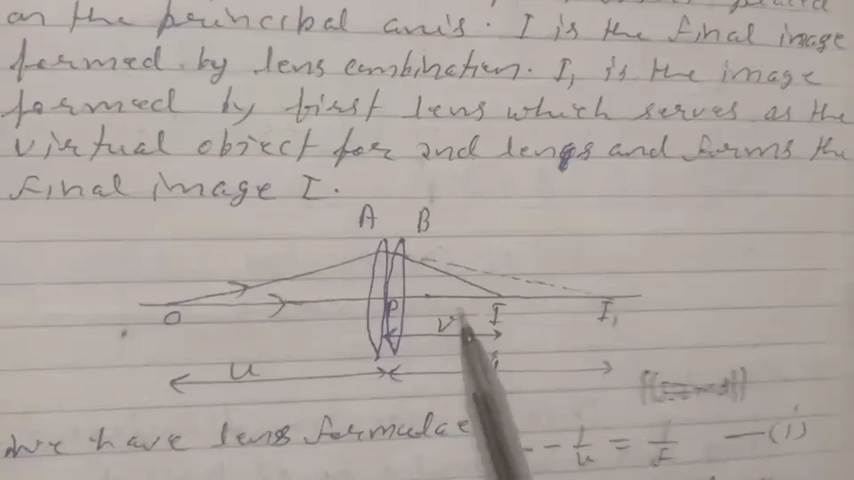 on the principal axis. I is the final image
formed by lens combination. I₁ is the image
formed by first lens which serves as the
virtual object for 2nd lens and forms the
final image I.
A B
O P I I₁
v
u
we have lens formulae
- 1/u = 1/f —(i)